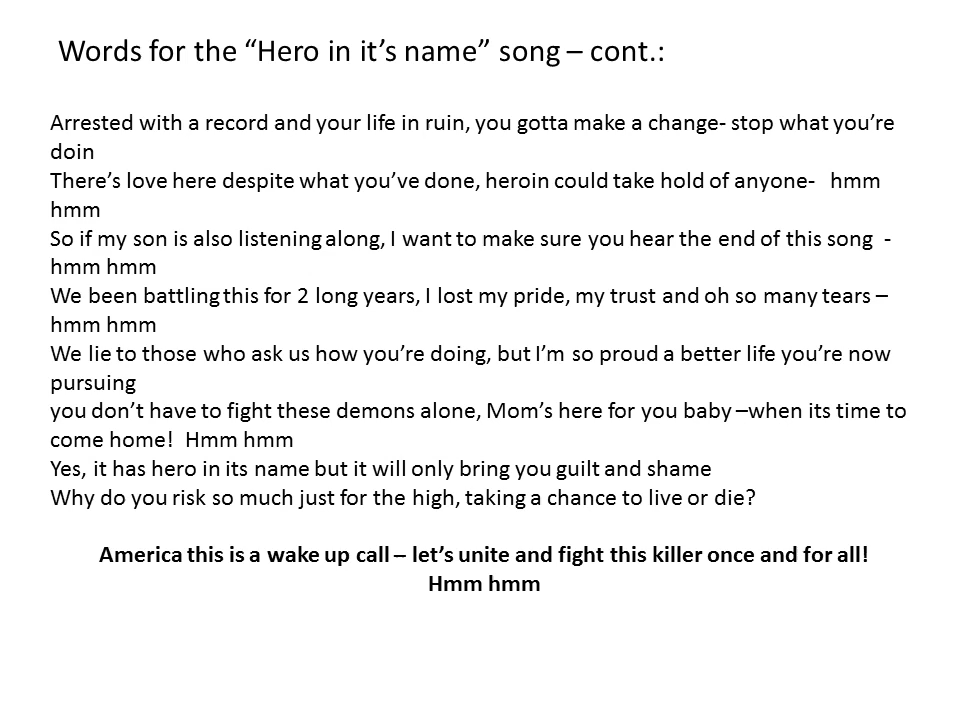 Words for the “Hero in it’s name” song – cont.:
Arrested with a record and your life in ruin, you gotta make a change- stop what you’re
doin
There’s love here despite what you’ve done, heroin could take hold of anyone-   hmm
hmm
So if my son is also listening along, I want to make sure you hear the end of this song  -
hmm hmm
We been battling this for 2 long years, I lost my pride, my trust and oh so many tears –
hmm hmm
We lie to those who ask us how you’re doing, but I’m so proud a better life you’re now
pursuing
you don’t have to fight these demons alone, Mom’s here for you baby –when its time to
come home!  Hmm hmm
Yes, it has hero in its name but it will only bring you guilt and shame
Why do you risk so much just for the high, taking a chance to live or die?
America this is a wake up call – let’s unite and fight this killer once and for all!
Hmm hmm